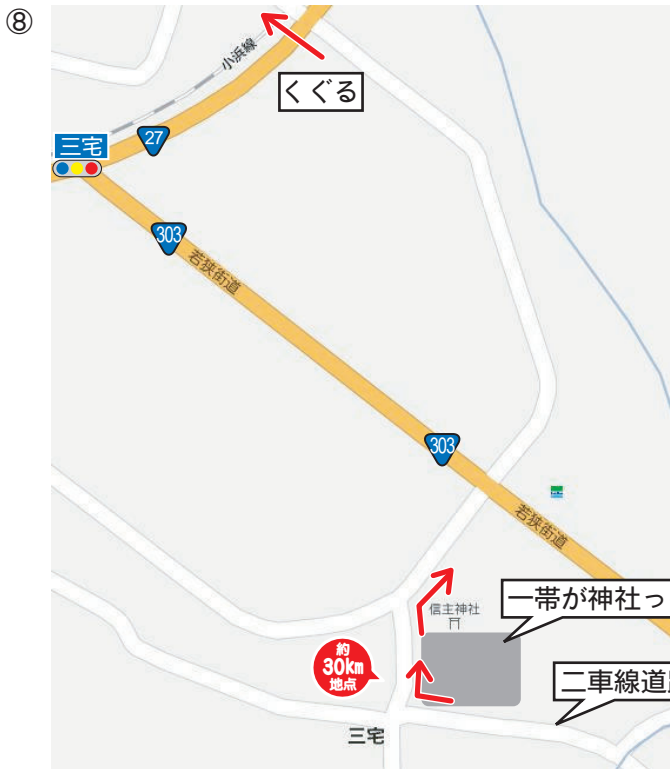 ⑧
小浜線
くぐる
三宅
27
303
若狭街道
303
若狭街道
信主神社
一帯が神社っ
約
30km
地点
二車線道
三宅